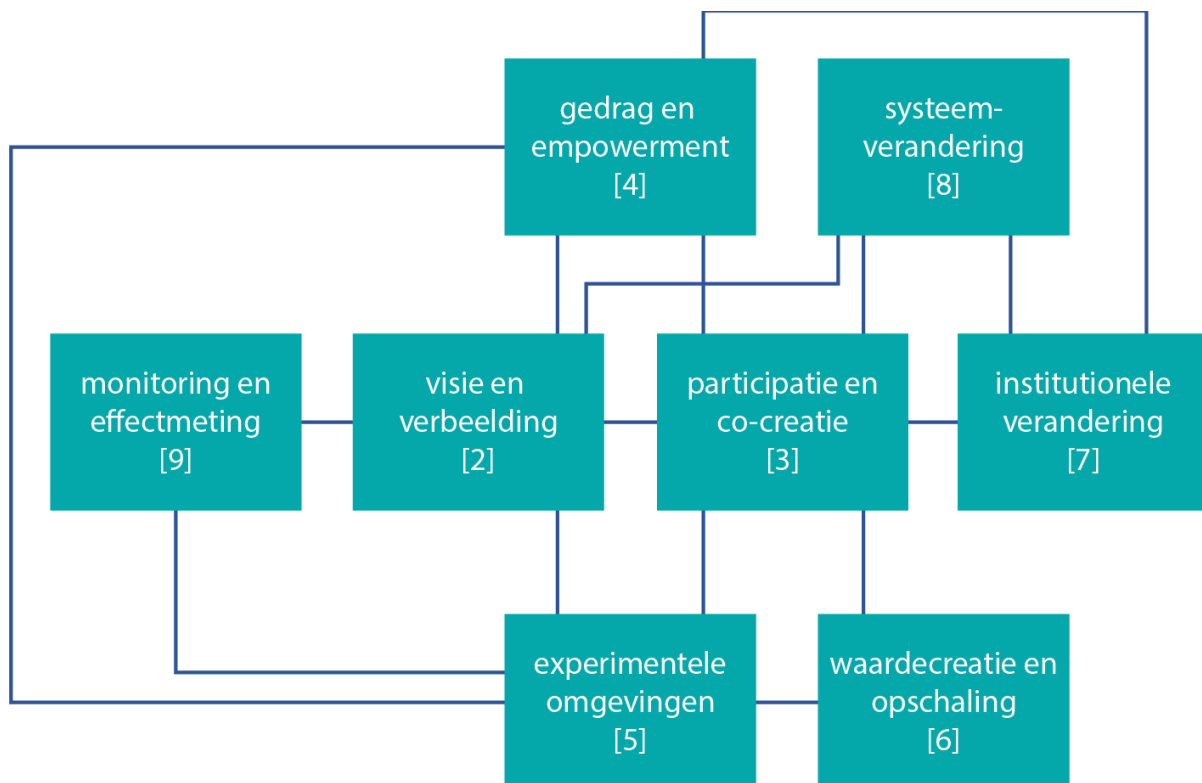 gedrag en
empowerment
[4]
systeem-
verandering
[8]
monitoring en
effectmeting
[9]
visie en
verbeelding
[2]
participatie en
co-creatie
[3]
institutionele
verandering
[7]
experimentele
omgevingen
[5]
waardecreatie en
opschaling
[6]